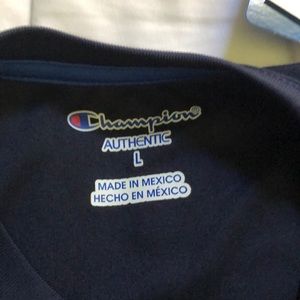 Champion®
AUTHENTIC
L
MADE IN MEXICO
HECHO EN MÉXICO